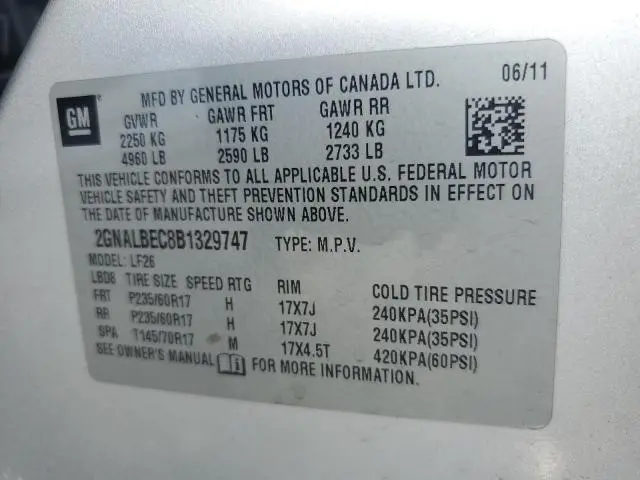 GM
MFD BY GENERAL MOTORS OF CANADA LTD. 06/11
GVWR GAWR FRT GAWR RR
2250 KG 1175 KG 1240 KG
4960 LB 2590 LB 2733 LB
THIS VEHICLE CONFORMS TO ALL APPLICABLE U.S. FEDERAL MOTOR
VEHICLE SAFETY AND THEFT PREVENTION STANDARDS IN EFFECT ON
THE DATE OF MANUFACTURE SHOWN ABOVE.
2GNALBEC8B1329747 TYPE: M.P.V.
MODEL: LF26
LBDB TIRE SIZE SPEED RTG RIM COLD TIRE PRESSURE
FRT P235/60R17 H 17X7J 240KPA(35PSI)
RR P235/60R17 H 17X7J 240KPA(35PSI)
SPA T145/70R17 M 17X4.5T 420KPA(60PSI)
SEE OWNER'S MANUAL i FOR MORE INFORMATION.